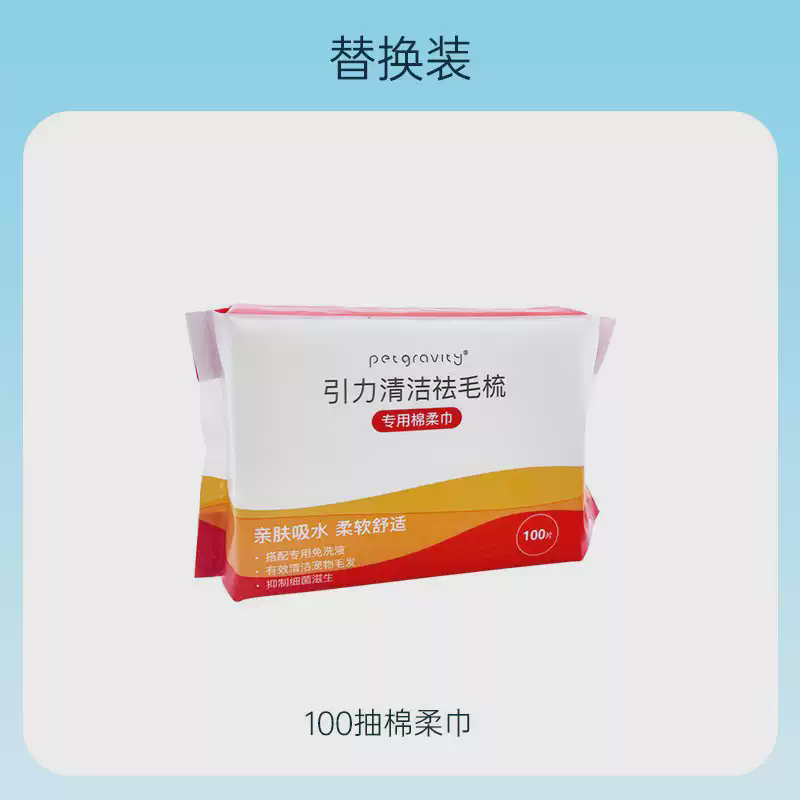 替换装
petgravity®
引力清洁祛毛梳
专用棉柔巾
亲肤吸水 柔软舒适
· 搭配专用免洗液
· 有效清洁宠物毛发
· 抑制细菌滋生
100片
100抽棉柔巾